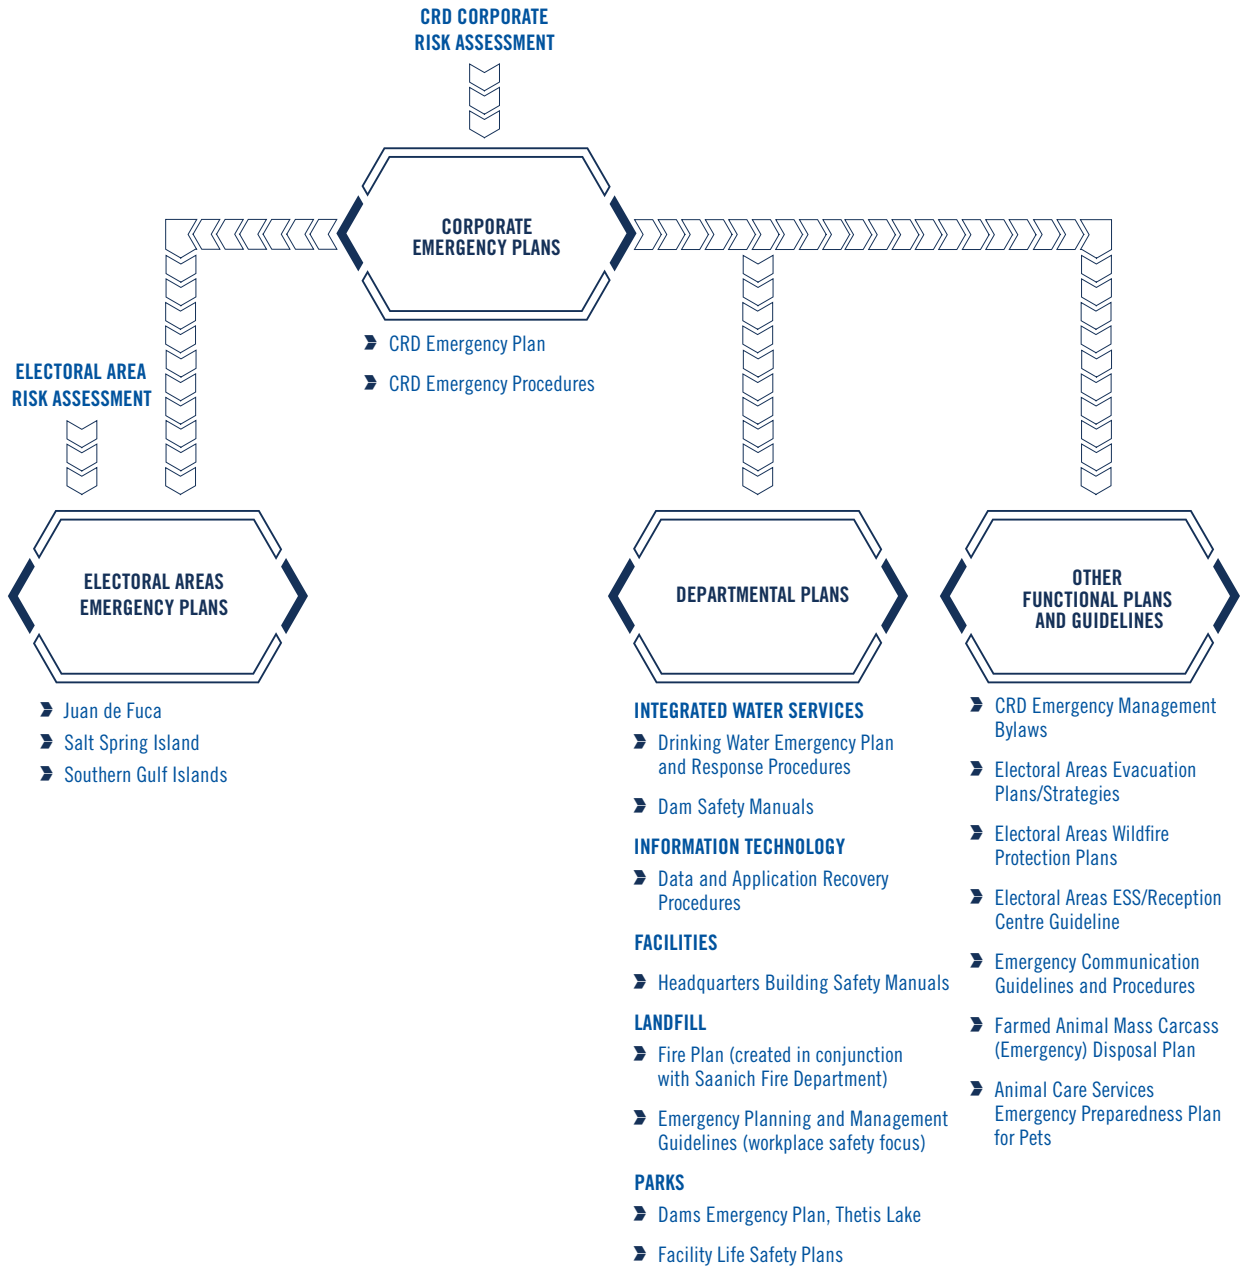 CRD CORPORATE
RISK ASSESSMENT
CORPORATE
EMERGENCY PLANS
CRD Emergency Plan
CRD Emergency Procedures
ELECTORAL AREA
RISK ASSESSMENT
ELECTORAL AREAS
EMERGENCY PLANS
Juan de Fuca
Salt Spring Island
Southern Gulf Islands
DEPARTMENTAL PLANS
INTEGRATED WATER SERVICES
Drinking Water Emergency Plan
and Response Procedures
Dam Safety Manuals
INFORMATION TECHNOLOGY
Data and Application Recovery
Procedures
FACILITIES
Headquarters Building Safety Manuals
LANDFILL
Fire Plan (created in conjunction
with Saanich Fire Department)
Emergency Planning and Management
Guidelines (workplace safety focus)
PARKS
Dams Emergency Plan, Thetis Lake
Facility Life Safety Plans
OTHER
FUNCTIONAL PLANS
AND GUIDELINES
CRD Emergency Management
Bylaws
Electoral Areas Evacuation
Plans/Strategies
Electoral Areas Wildfire
Protection Plans
Electoral Areas ESS/Reception
Centre Guideline
Emergency Communication
Guidelines and Procedures
Farmed Animal Mass Carcass
(Emergency) Disposal Plan
Animal Care Services
Emergency Preparedness Plan
for Pets